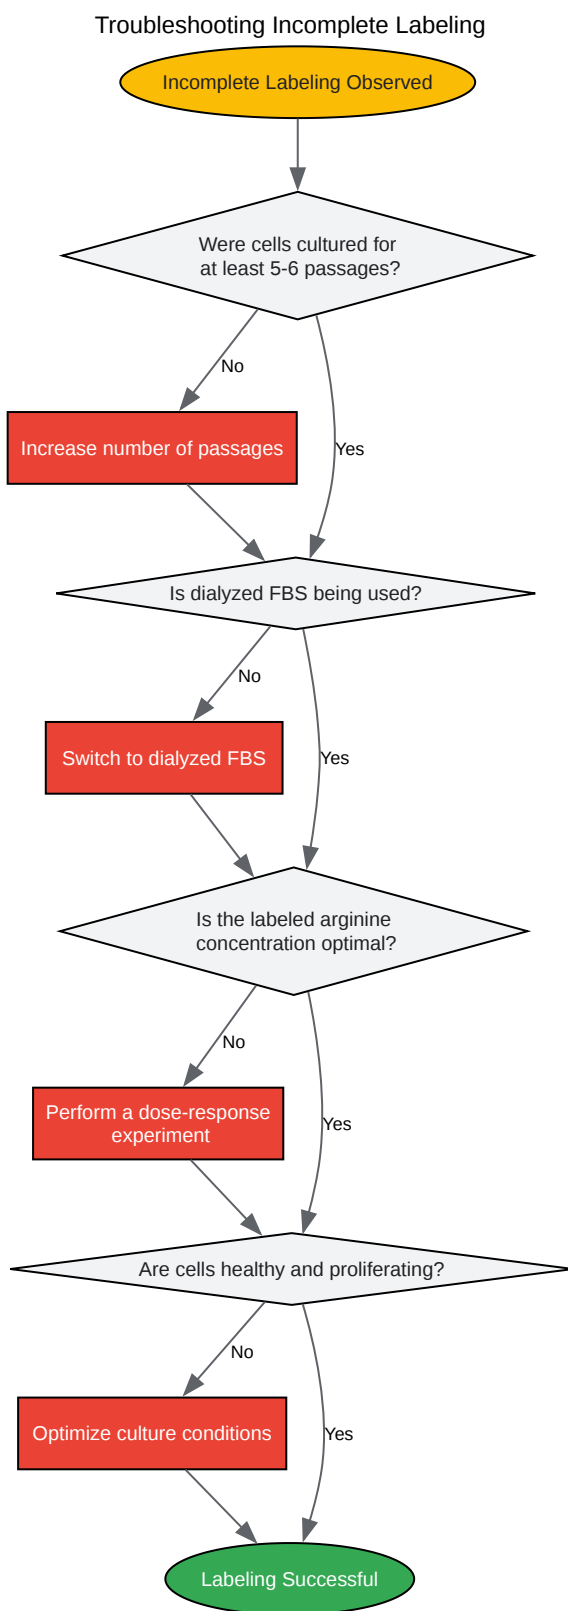 Troubleshooting Incomplete Labeling
Incomplete Labeling Observed
Were cells cultured for
at least 5-6 passages?
No
Increase number of passages
Yes
Is dialyzed FBS being used?
No
Switch to dialyzed FBS
Yes
Is the labeled arginine
concentration optimal?
No
Perform a dose-response
experiment
Yes
Are cells healthy and proliferating?
No
Optimize culture conditions
Yes
Labeling Successful